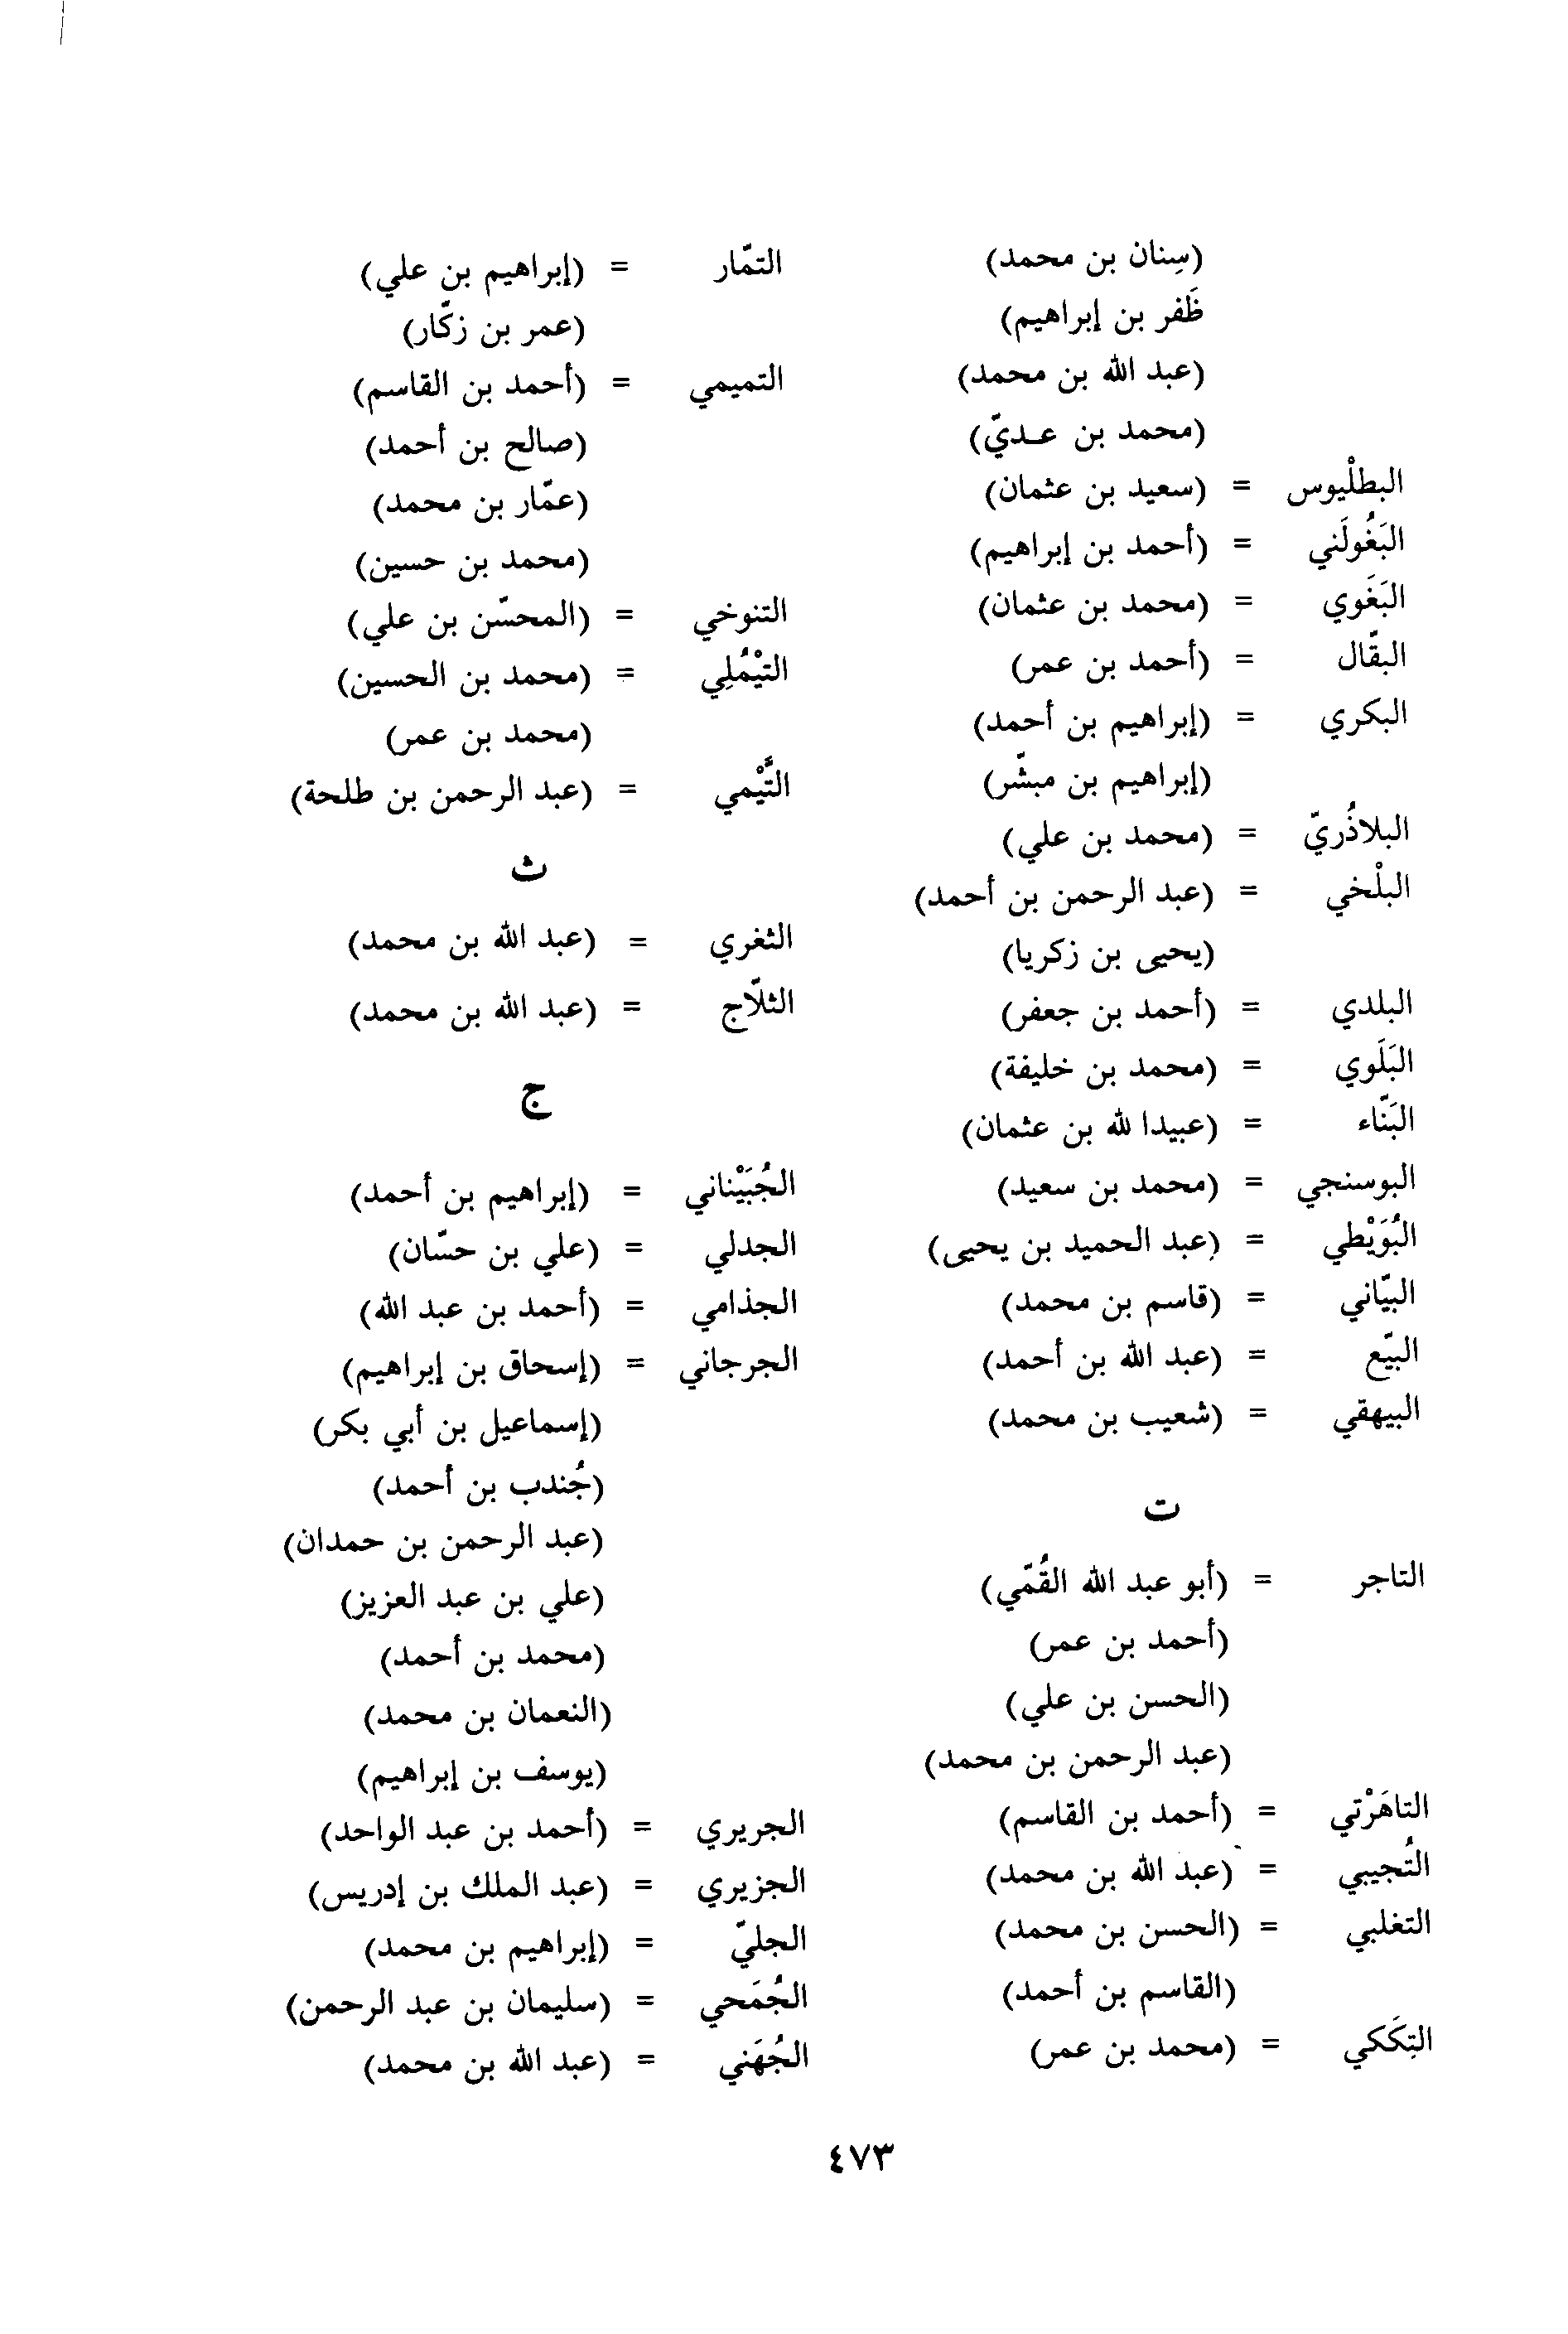 (سِنان بن محمد)
ظَفر بن إبراهيم)
(عبد الله بن محمد)
(محمد بن عـديّ)
البطلْيوس = (سعيد بن عثمان)
البَغُولَني = (أحمد بن إبراهيم)
البَغَوي = (محمد بن عثمان)
البقّال = (أحمد بن عمر)
البكري = (إبراهيم بن أحمد)
(إبراهيم بن مبشّر)
البلاذُريّ = (محمد بن علي)
البلْخي = (عبد الرحمن بن أحمد)
(يحيى بن زكريا)
البلدي = (أحمد بن جعفر)
البَلَوي = (محمد بن خليفة)
البَنّاء = (عبيدا لله بن عثمان)
البوسنجي = (محمد بن سعيد)
البُوَيْطي = (عبد الحميد بن يحيى)
البيّاني = (قاسم بن محمد)
البيّع = (عبد الله بن أحمد)
البيهقي = (شعيب بن محمد)
ت
التاجر = (أبو عبد الله القُمّي)
(أحمد بن عمر)
(الحسن بن علي)
(عبد الرحمن بن محمد)
التاهَرْتي = (أحمد بن القاسم)
التُجيبي = (عبد الله بن محمد)
التغلبي = (الحسن بن محمد)
(القاسم بن أحمد)
التِكَكي = (محمد بن عمر)
التمّار = (إبراهيم بن علي)
(عمر بن زكّار)
التميمي = (أحمد بن القاسم)
(صالح بن أحمد)
(عمّار بن محمد)
(محمد بن حسين)
التنوخي = (المحسّن بن علي)
التيْمُلِي = (محمد بن الحسين)
(محمد بن عمر)
التَّيْمي = (عبد الرحمن بن طلحة)
ث
الثغري = (عبد الله بن محمد)
الثلّاج = (عبد الله بن محمد)
ج
الجُبَيْناني = (إبراهيم بن أحمد)
الجدلي = (علي بن حسّان)
الجذامي = (أحمد بن عبد الله)
الجرجاني = (إسحاق بن إبراهيم)
(إسماعيل بن أبي بكر)
(جُندب بن أحمد)
(عبد الرحمن بن حمدان)
(علي بن عبد العزيز)
(محمد بن أحمد)
(النعمان بن محمد)
(يوسف بن إبراهيم)
الجريري = (أحمد بن عبد الواحد)
الجزيري = (عبد الملك بن إدريس)
الجليّ = (إبراهيم بن محمد)
الجُمَحي = (سليمان بن عبد الرحمن)
الجُهَني = (عبد الله بن محمد)
٤٧٣